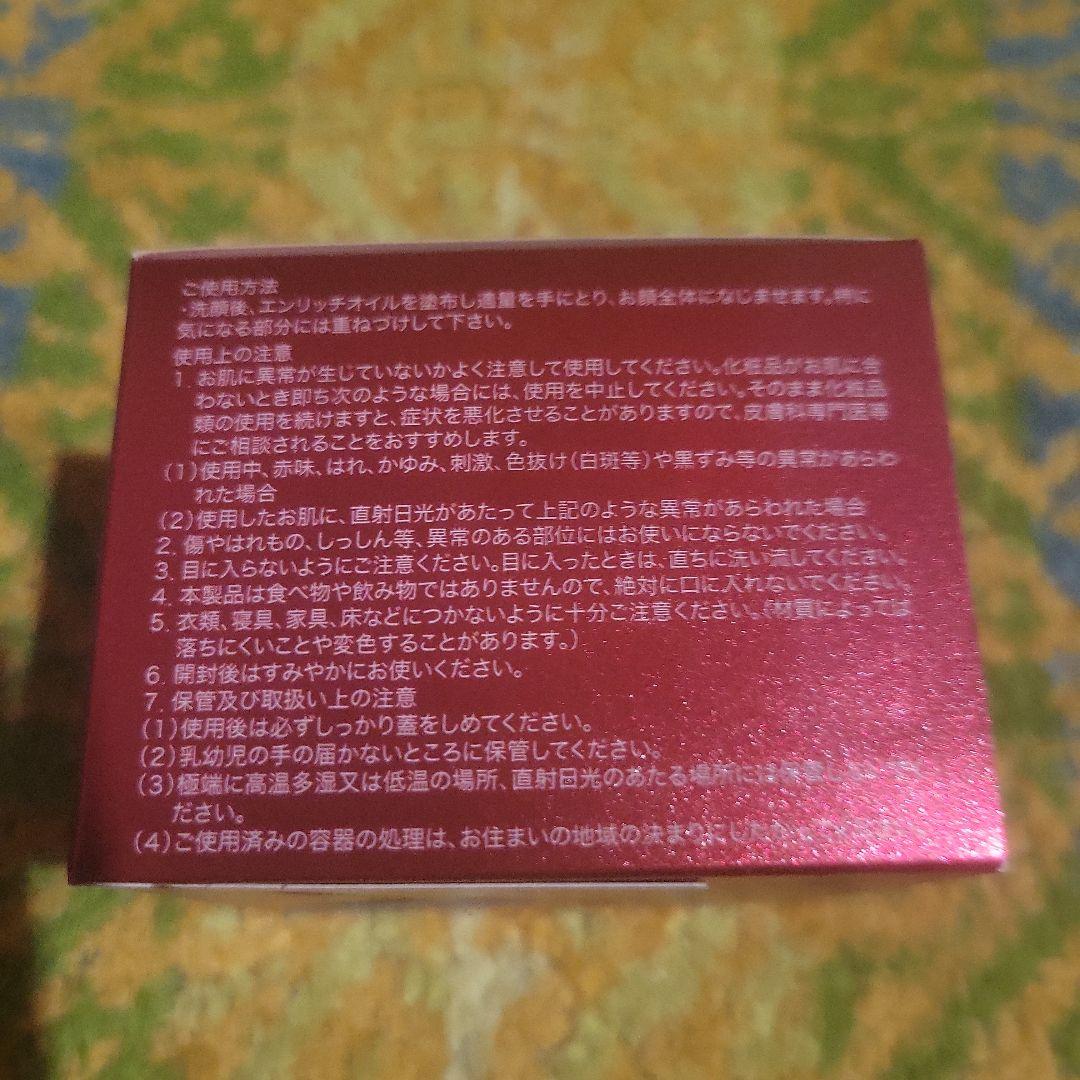 ご使用方法
・洗顔後、エンリッチオイルを塗布し適量を手にとり、お顔全体になじませます。特に
気になる部分には重ねづけして下さい。
使用上の注意
1. お肌に異常が生じていないかよく注意して使用してください。化粧品がお肌に合
わないとき即ち次のような場合には、使用を中止してください。そのまま化粧品
類の使用を続けますと、症状を悪化させることがありますので、皮膚科専門医等
にご相談されることをおすすめします。
(1)使用中、赤味、はれ、かゆみ、刺激、色抜け(白斑等)や黒ずみ等の異常があらわ
れた場合
(2)使用したお肌に、直射日光があたって上記のような異常があらわれた場合
2. 傷やはれもの、しっしん等、異常のある部位にはお使いにならないでください。
3. 目に入らないようにご注意ください。目に入ったときは、直ちに洗い流してください。
4. 本製品は食べ物や飲み物ではありませんので、絶対に口に入れないでください。
5. 衣類、寝具、家具、床などにつかないように十分ご注意ください。(材質によっては
落ちにくいことや変色することがあります。)
6. 開封後はすみやかにお使いください。
7. 保管及び取扱い上の注意
(1)使用後は必ずしっかり蓋をしめてください。
(2)乳幼児の手の届かないところに保管してください。
(3)極端に高温多湿又は低温の場所、直射日光のあたる場所には保管しないでく
ださい。
(4)ご使用済みの容器の処理は、お住まいの地域の決まりにしたがって